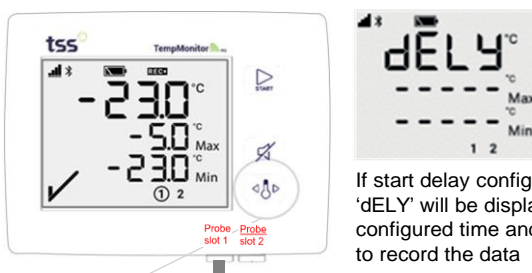 tss
TempMonitor
REC
-23.0 °C
START
-5.0 °C Max
-23.0 °C Min
1 2
Probe slot 1
Probe slot 2
dELY °C
----- °C Max
----- °C Min
1 2
If start delay config
'dELY' will be displa
configured time and
to record the data